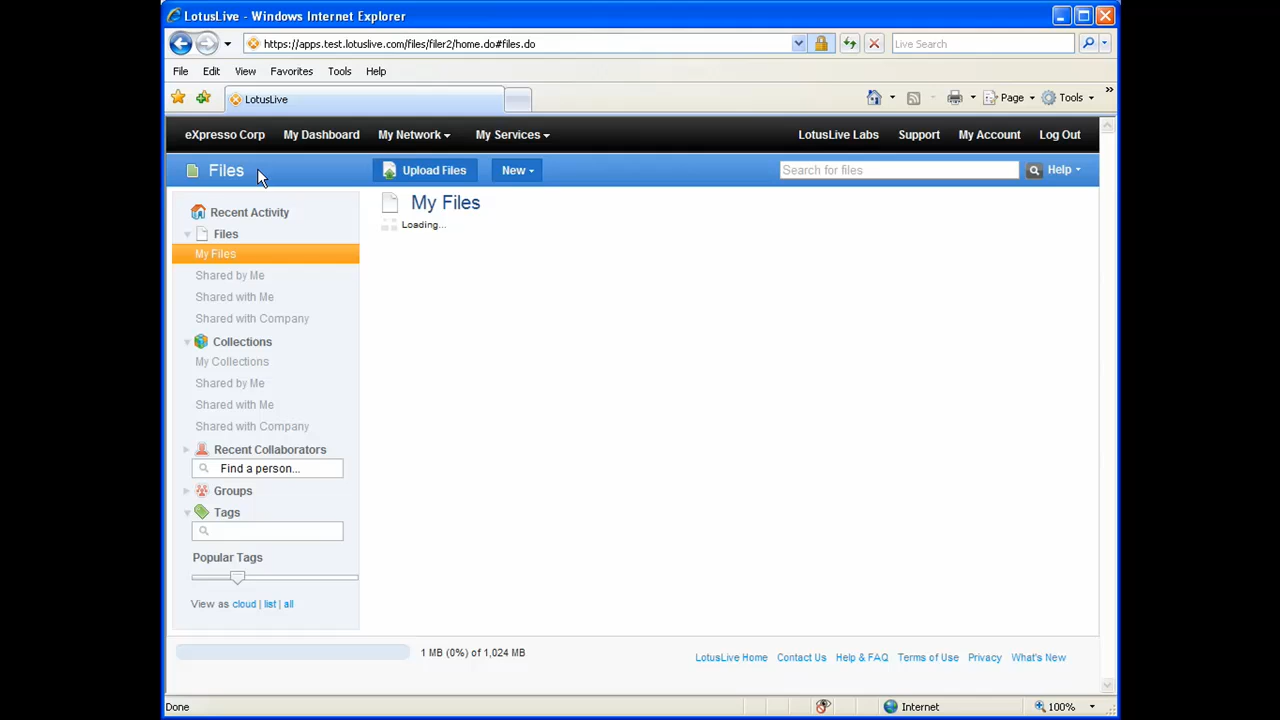 LotusLive - Windows Internet Explorer
https://apps.test.lotuslive.com/files/filer2/home.do#files.do
Live Search
File Edit View Favorites Tools Help
LotusLive
Page Tools
eXpresso Corp My Dashboard My Network My Services LotusLive Labs Support My Account Log Out
Files Upload Files New Search for files Help
Recent Activity
Files
My Files
Shared by Me
Shared with Me
Shared with Company
Collections
My Collections
Shared by Me
Shared with Me
Shared with Company
Recent Collaborators
Find a person...
Groups
Tags
Popular Tags
View as cloud | list | all
My Files
Loading...
1 MB (0%) of 1,024 MB
LotusLive Home Contact Us Help & FAQ Terms of Use Privacy What's New
Done Internet 100%